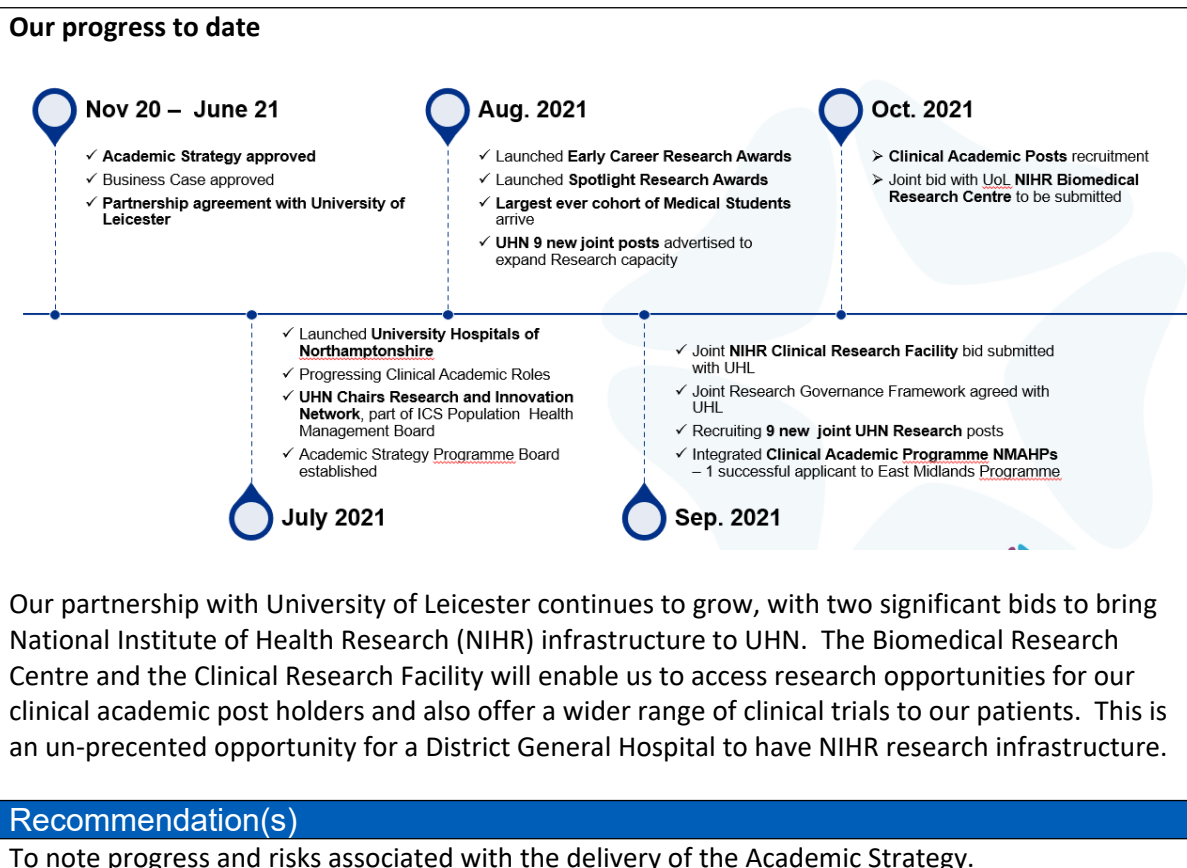 Our progress to date
Nov 20 – June 21
✓ Academic Strategy approved
✓ Business Case approved
✓ Partnership agreement with University of
Leicester
Aug. 2021
✓ Launched Early Career Research Awards
✓ Launched Spotlight Research Awards
✓ Largest ever cohort of Medical Students
arrive
✓ UHN 9 new joint posts advertised to
expand Research capacity
Oct. 2021
➢ Clinical Academic Posts recruitment
➢ Joint bid with UoL NIHR Biomedical
Research Centre to be submitted
✓ Launched University Hospitals of
Northamptonshire
✓ Progressing Clinical Academic Roles
✓ UHN Chairs Research and Innovation
Network, part of ICS Population Health
Management Board
✓ Academic Strategy Programme Board
established
July 2021
✓ Joint NIHR Clinical Research Facility bid submitted
with UHL
✓ Joint Research Governance Framework agreed with
UHL
✓ Recruiting 9 new joint UHN Research posts
✓ Integrated Clinical Academic Programme NMAHPs
– 1 successful applicant to East Midlands Programme
Sep. 2021
Our partnership with University of Leicester continues to grow, with two significant bids to bring
National Institute of Health Research (NIHR) infrastructure to UHN. The Biomedical Research
Centre and the Clinical Research Facility will enable us to access research opportunities for our
clinical academic post holders and also offer a wider range of clinical trials to our patients. This is
an un-precented opportunity for a District General Hospital to have NIHR research infrastructure.
Recommendation(s)
To note progress and risks associated with the delivery of the Academic Strategy.